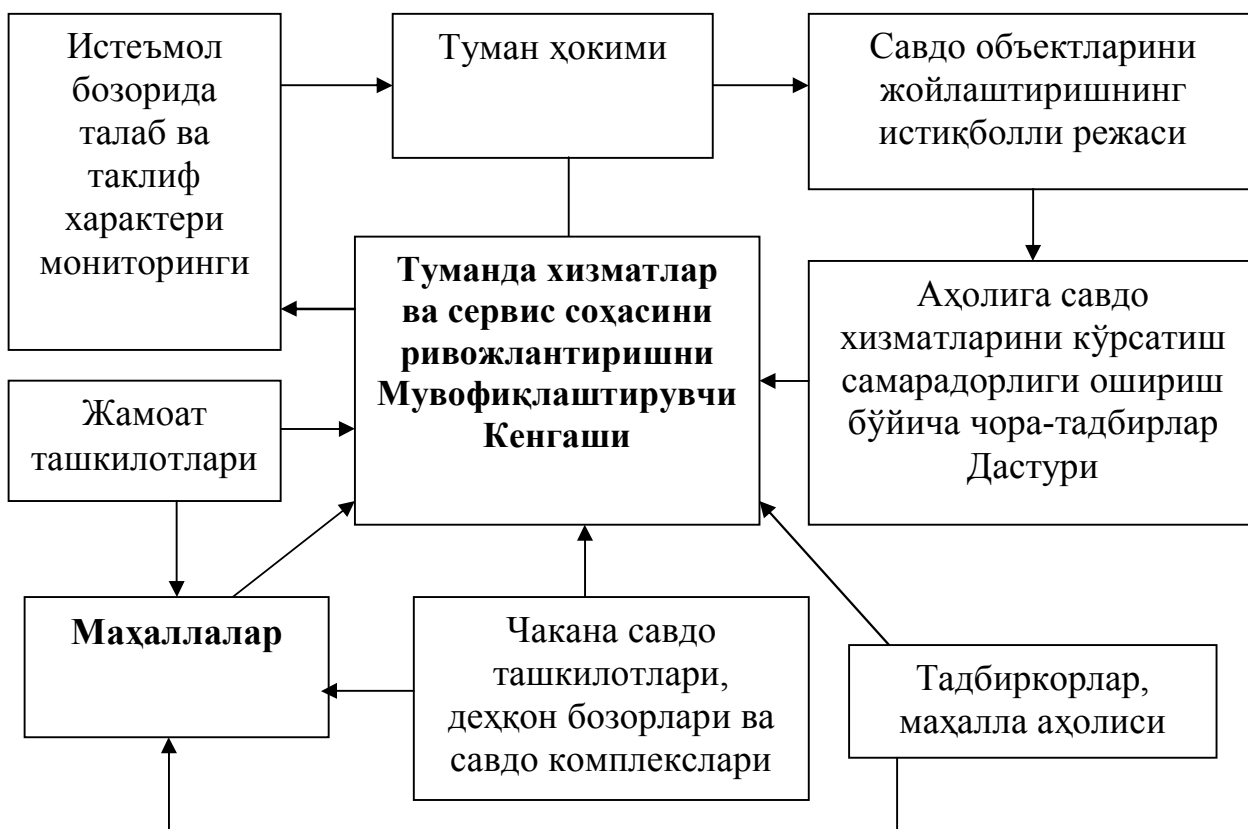 Истеъмол
бозорида
талаб ва
таклиф
характери
мониторинги
Туман ҳокими
Савдо объектларини
жойлаштиришнинг
истиқболли режаси
Туманда хизматлар
ва сервис соҳасини
ривожлантиришни
Мувофиқлаштирувчи
Кенгаши
Аҳолига савдо
хизматларини кўрсатиш
самарадорлиги ошириш
бўйича чора-тадбирлар
Дастури
Жамоат
ташкилотлари
Маҳаллалар
Чакана савдо
ташкилотлари,
деҳқон бозорлари ва
савдо комплекслари
Тадбиркорлар,
маҳалла аҳолиси